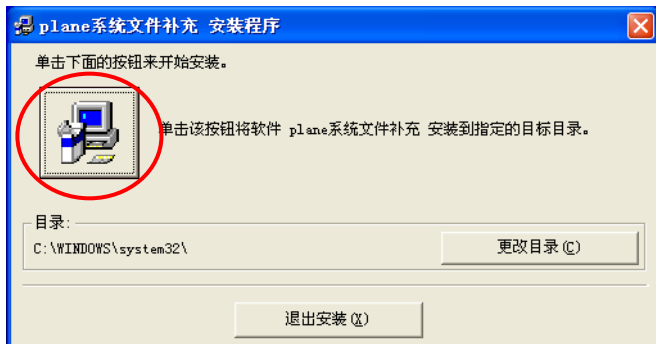 plane系统文件补充 安装程序
单击下面的按钮来开始安装。
单击该按钮将软件 plane系统文件补充 安装到指定的目标目录。
目录:
C:\WINDOWS\system32\
更改目录(C)
退出安装(X)